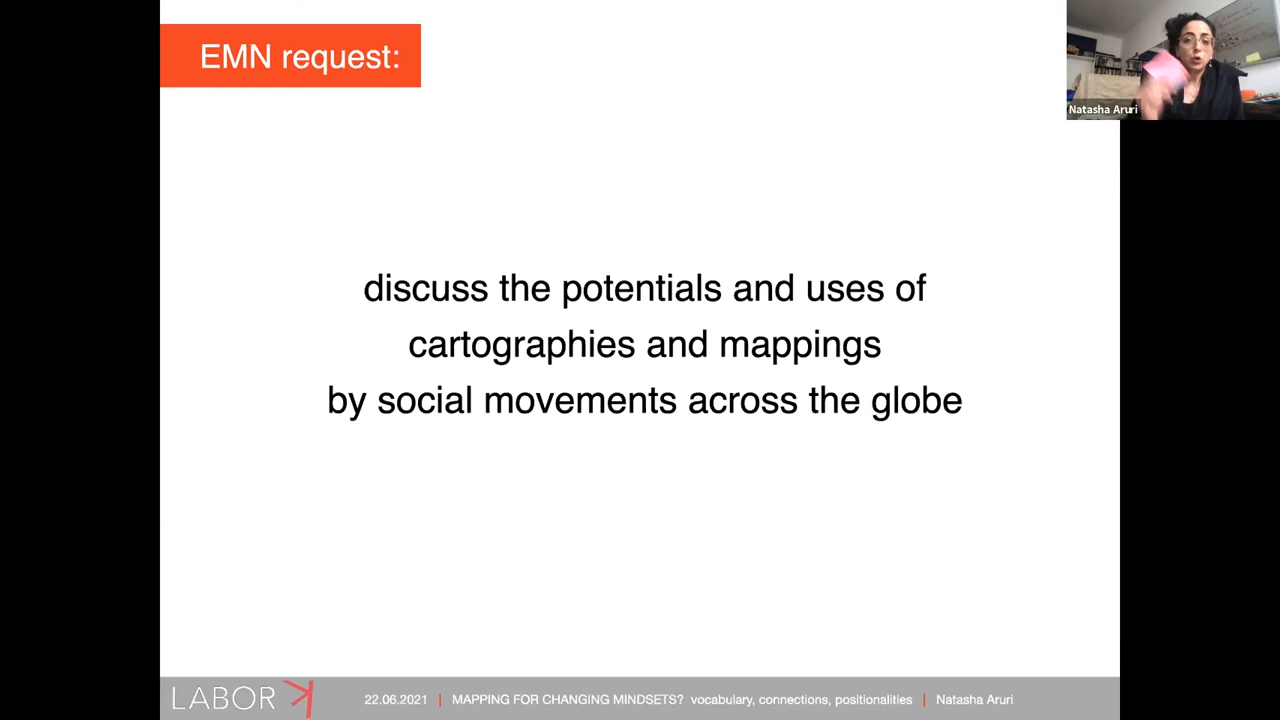 EMN request:
Natasha Aruri
discuss the potentials and uses of
cartographies and mappings
by social movements across the globe
LABOR K 22.06.2021 | MAPPING FOR CHANGING MINDSETS? vocabulary, connections, positionalities | Natasha Aruri